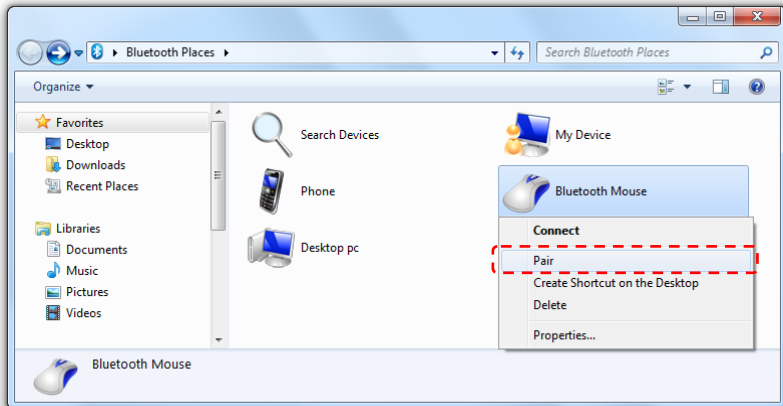 Bluetooth Places
Search Bluetooth Places
Organize
Favorites
Desktop
Downloads
Recent Places
Libraries
Documents
Music
Pictures
Videos
Search Devices
My Device
Phone
Bluetooth Mouse
Desktop pc
Connect
Pair
Create Shortcut on the Desktop
Delete
Properties...
Bluetooth Mouse